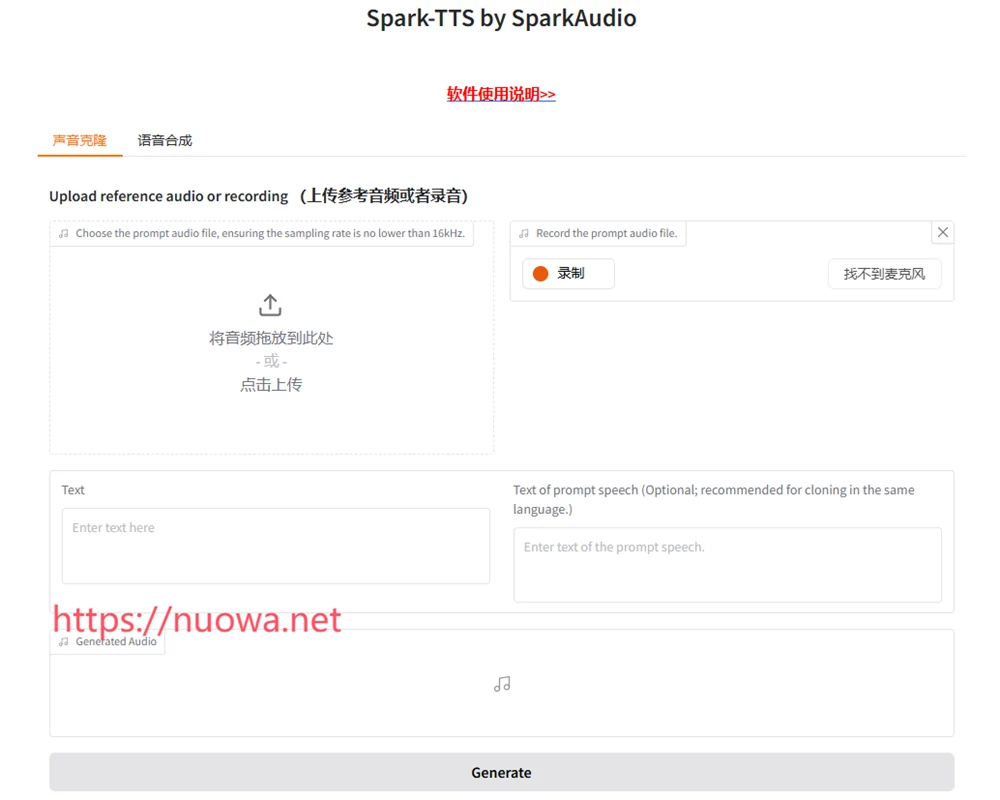 Spark-TTS by SparkAudio
软件使用说明>>
声音克隆
语音合成
Upload reference audio or recording （上传参考音频或者录音）
Choose the prompt audio file, ensuring the sampling rate is no lower than 16kHz.
将音频拖放到此处
- 或 -
点击上传
Record the prompt audio file.
录制
找不到麦克风
Text
Enter text here
Text of prompt speech (Optional; recommended for cloning in the same
language.)
Enter text of the prompt speech.
https://nuowa.net
Generated Audio
Generate